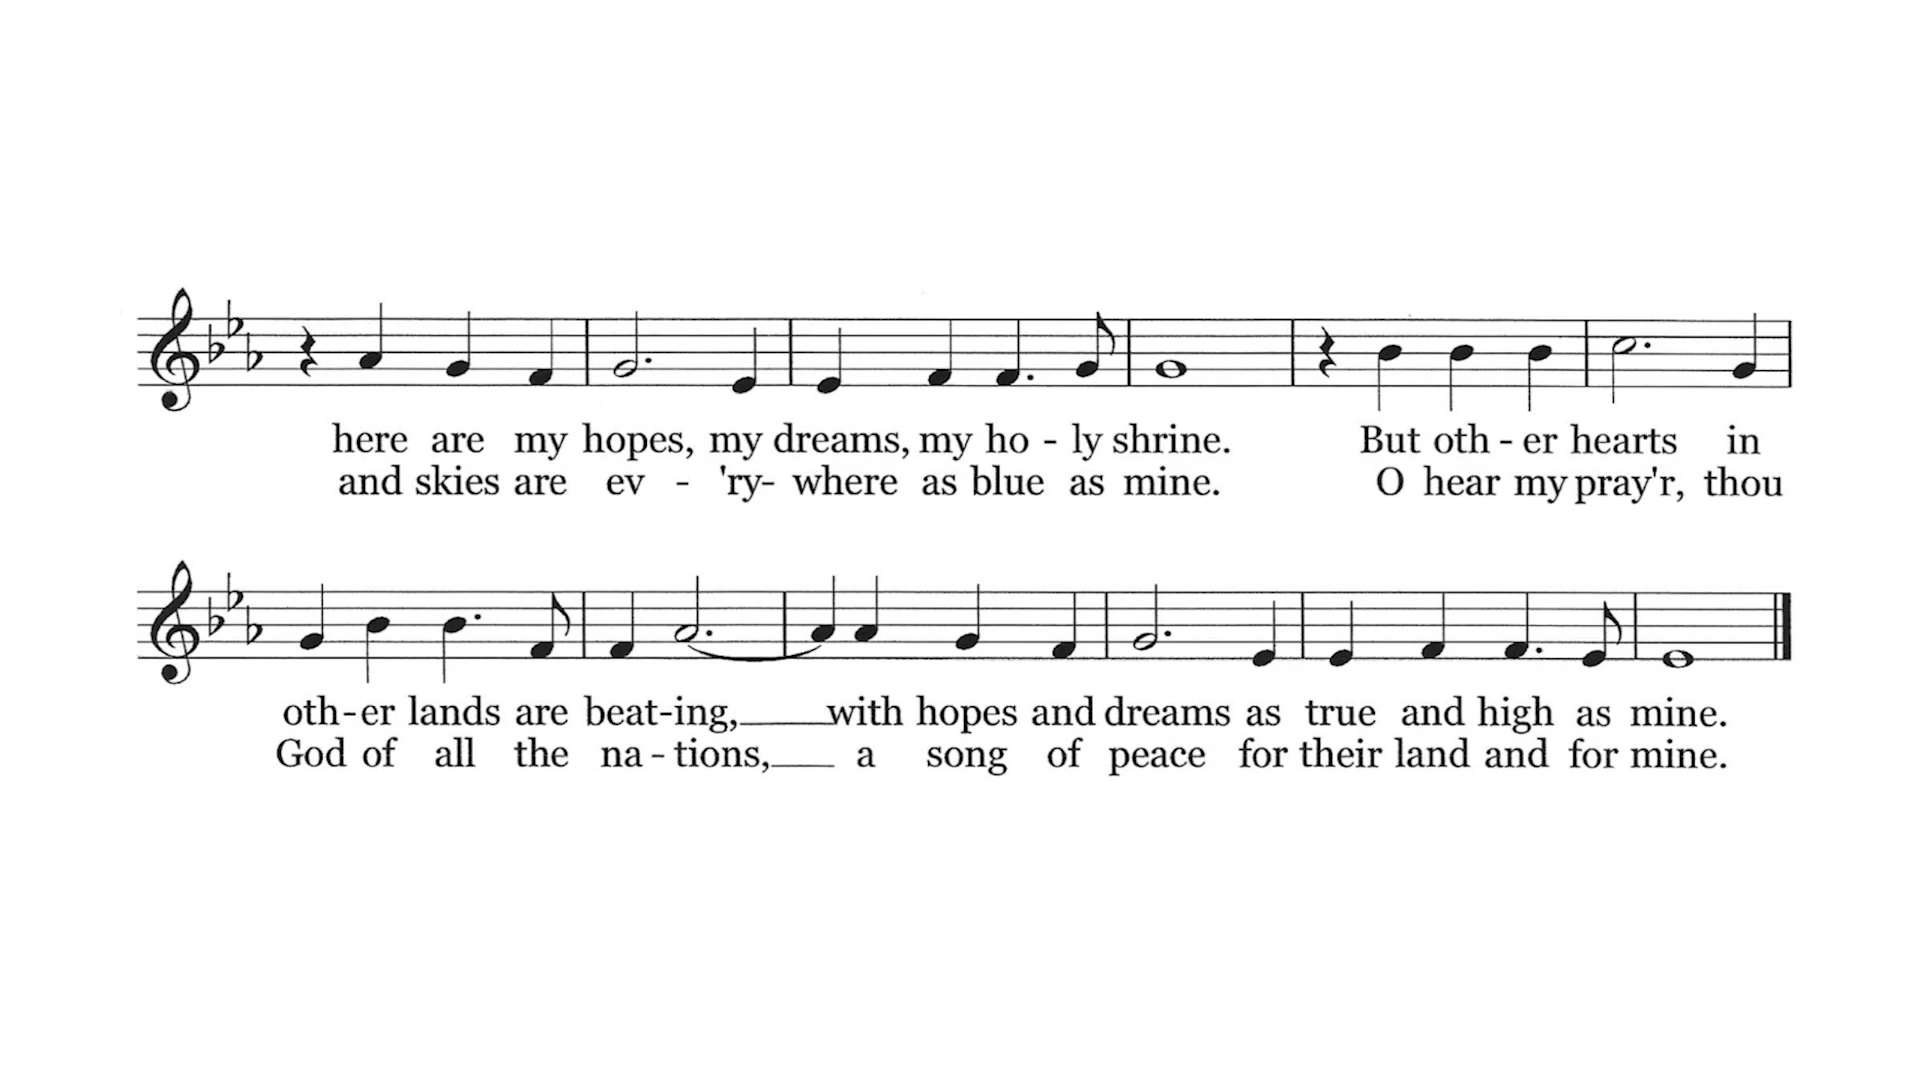 here are my hopes, my dreams, my ho - ly shrine. But oth - er hearts in
and skies are ev - 'ry- where as blue as mine. O hear my pray'r, thou
oth-er lands are beat-ing,____with hopes and dreams as true and high as mine.
God of all the na - tions,___ a song of peace for their land and for mine.